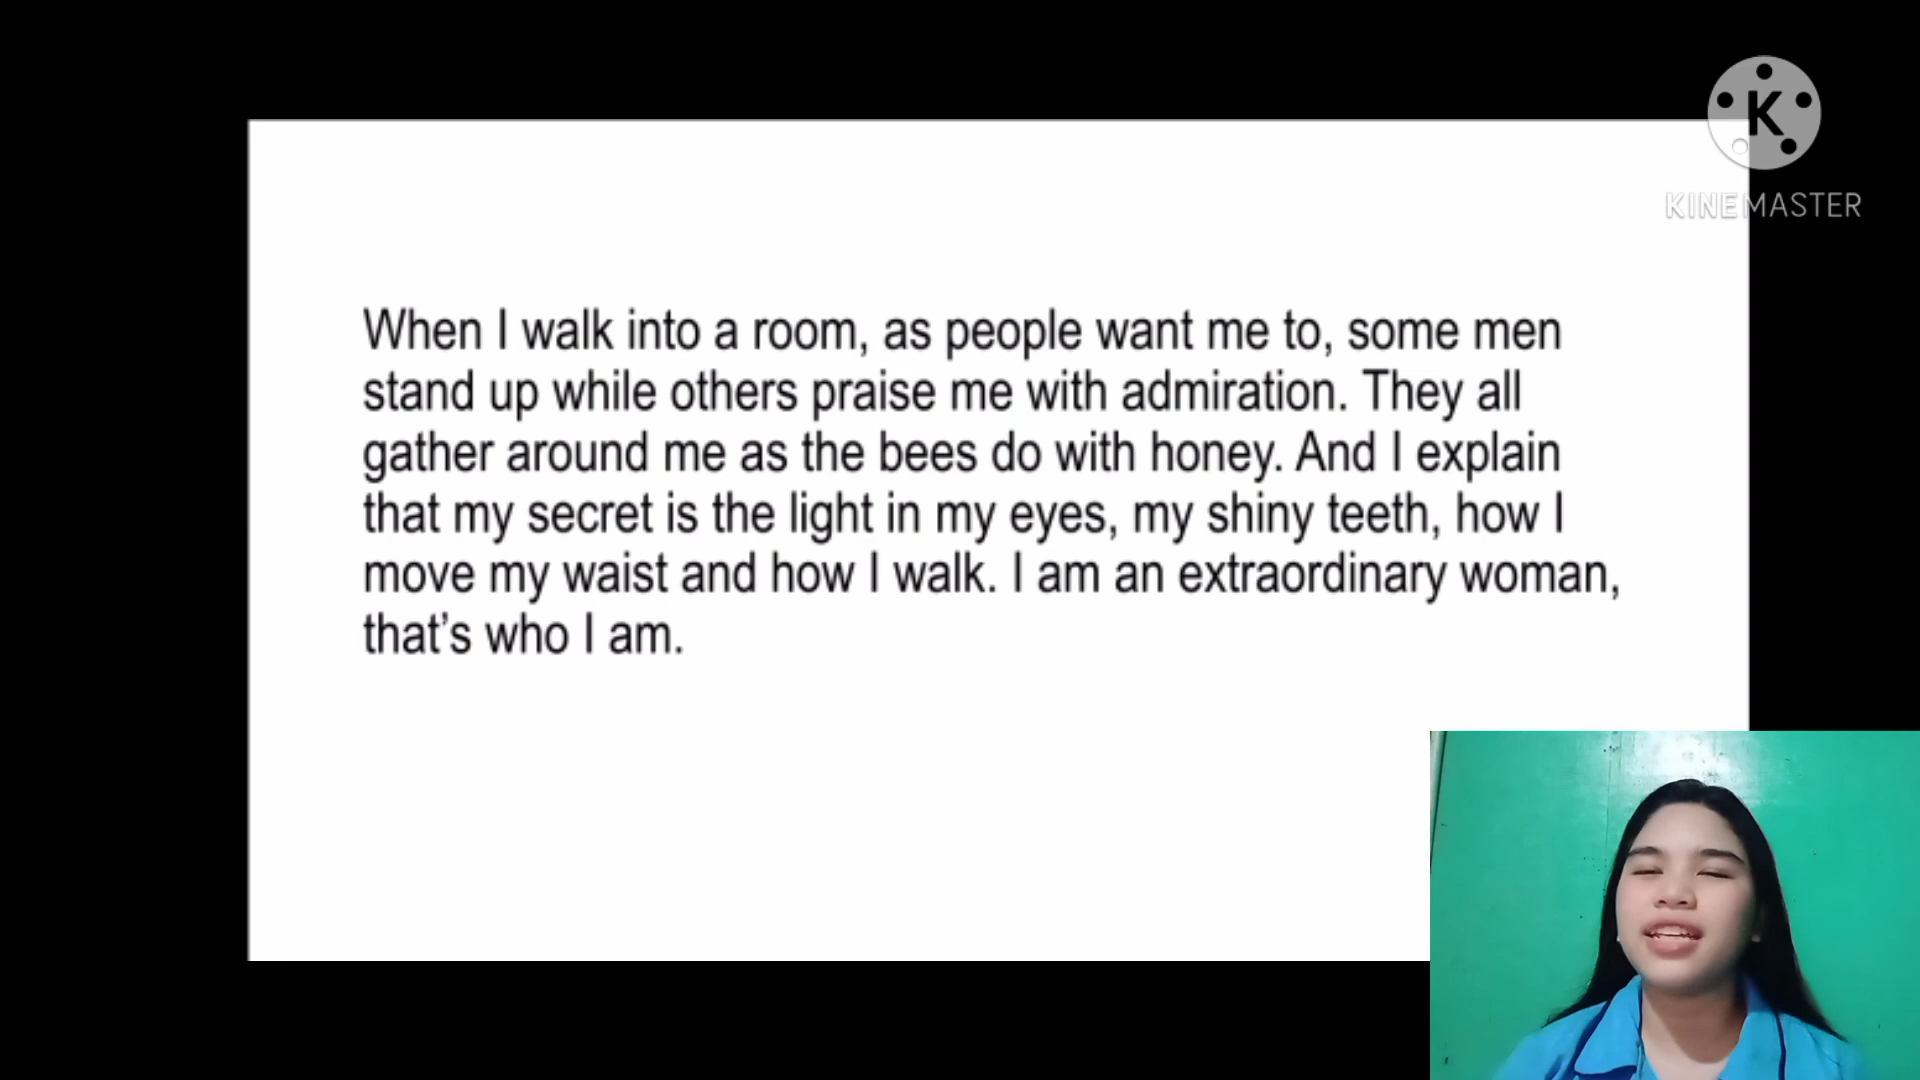 K
KINEMASTER
When I walk into a room, as people want me to, some men
stand up while others praise me with admiration. They all
gather around me as the bees do with honey. And I explain
that my secret is the light in my eyes, my shiny teeth, how I
move my waist and how I walk. I am an extraordinary woman,
that’s who I am.